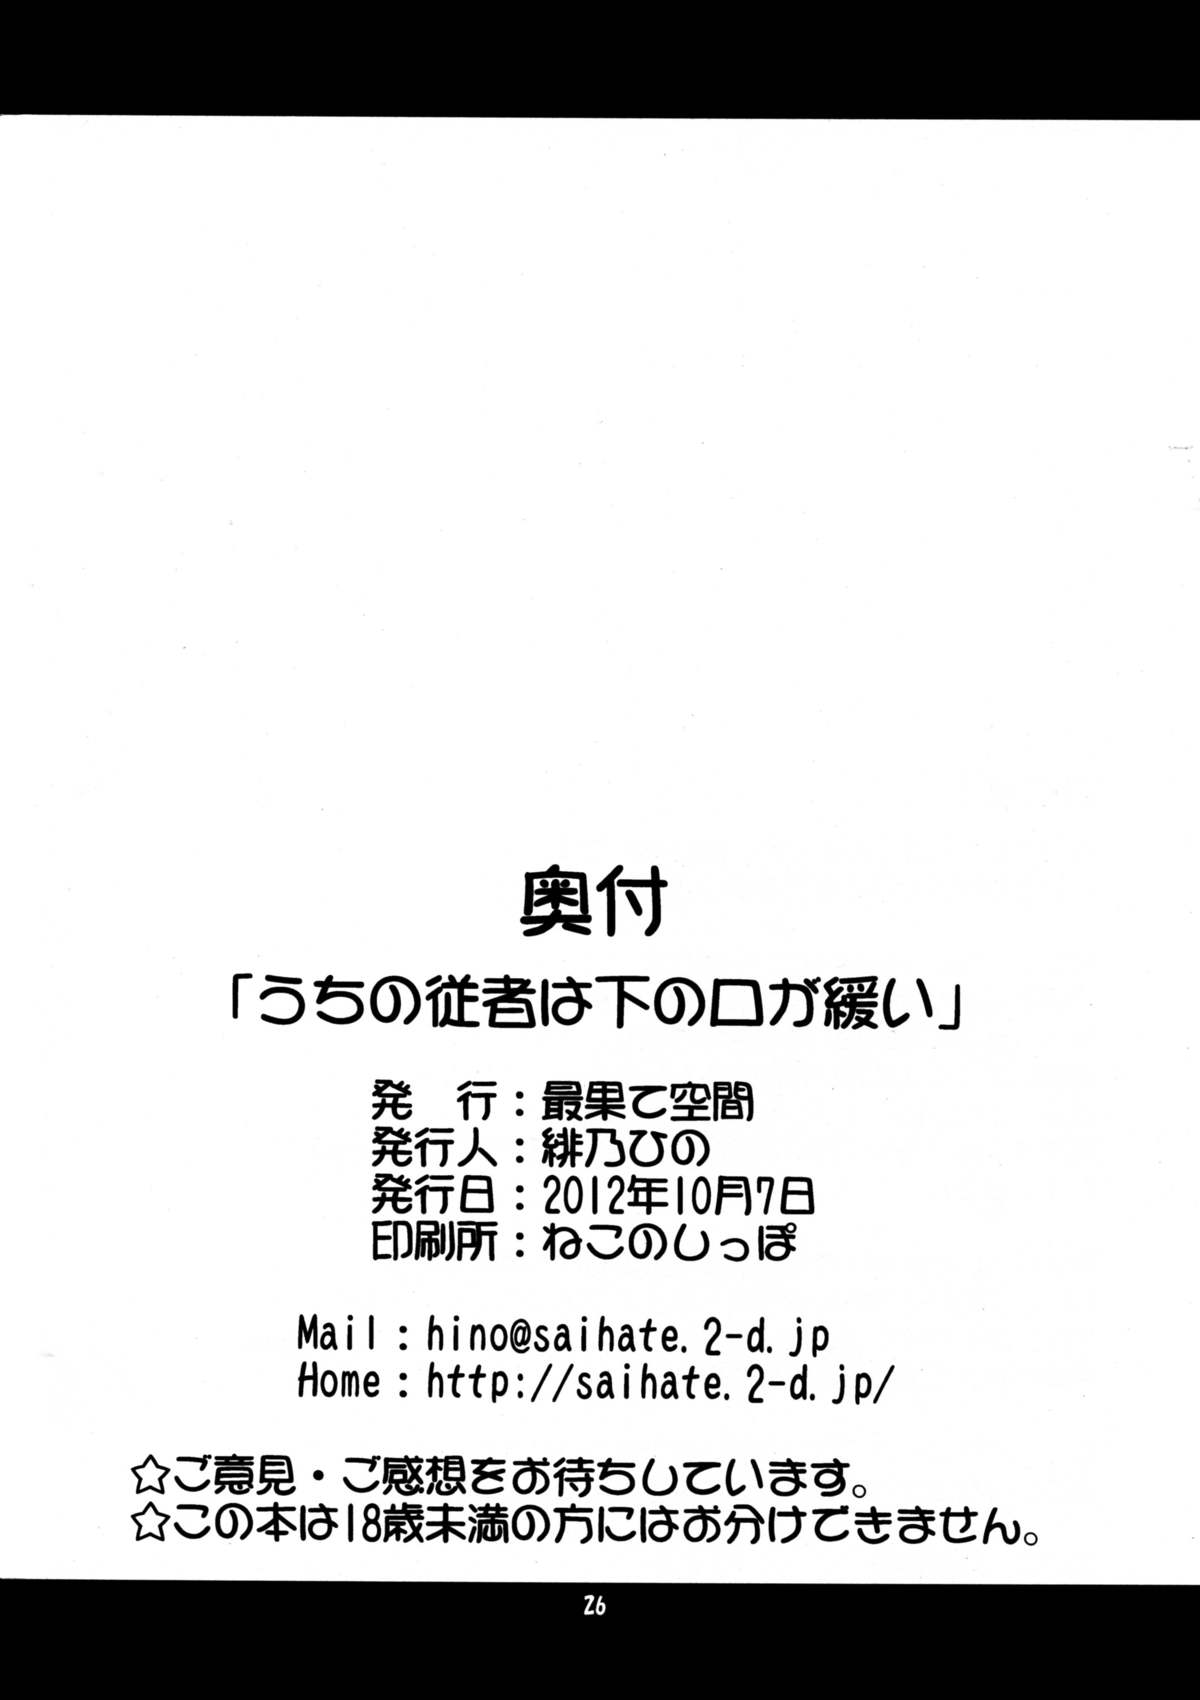 奥付
「うちの従者は下の口が緩い」
発　行：最果て空間
発行人：緋乃ひの
発行日：2012年10月7日
印刷所：ねこのしっぽ
Mail：hino@saihate.2-d.jp
Home：http://saihate.2-d.jp/
☆ご意見・ご感想をお待ちしています。
☆この本は18歳未満の方にはお分けできません。
26